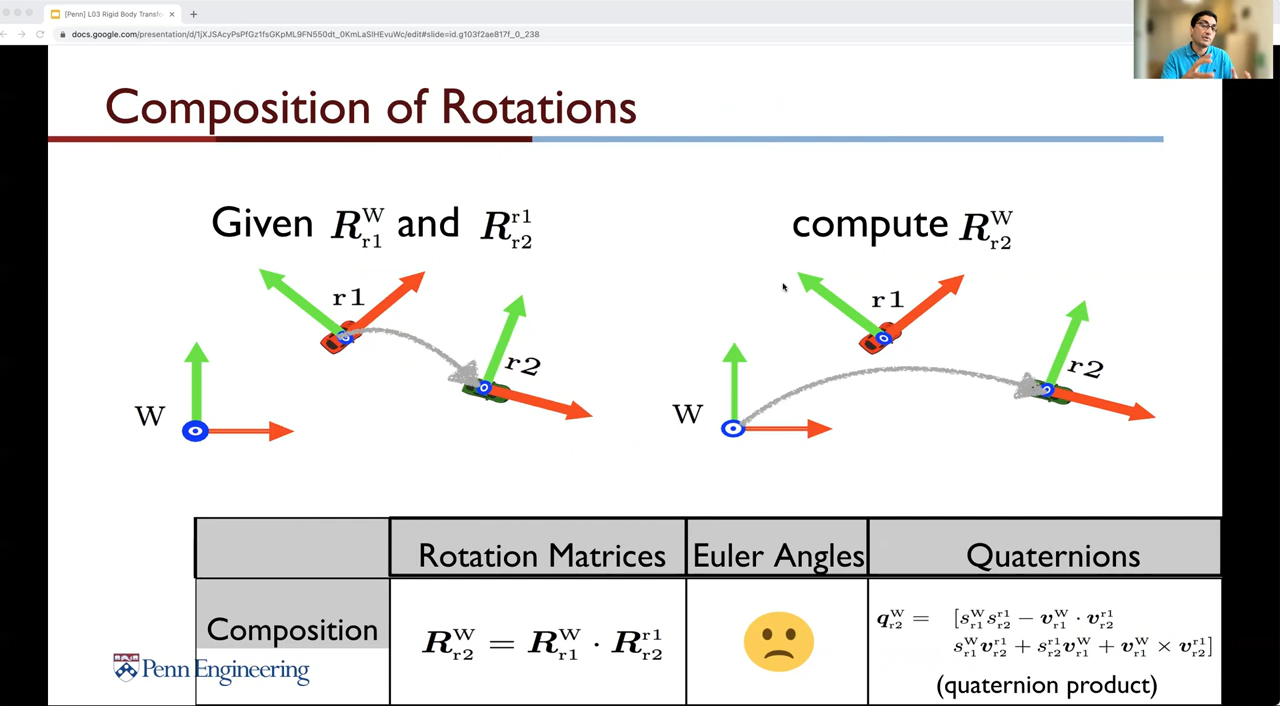 [Penn] L03 Rigid Body Transfo
docs.google.com/presentation/d/1jXJSAcyPsPfGz1fsGKpML9FN550dt_0KmLaSIHEvuWc/edit#slide=id.g103f2ae817f_0_238
Composition of Rotations
Given R^W_r1 and R^r1_r2
compute R^W_r2
r1
r2
W
r1
r2
W
Rotation Matrices
Euler Angles
Quaternions
Composition
R^W_r2 = R^W_r1 · R^r1_r2
q^W_r2 = [s^W_r1 s^r1_r2 − v^W_r1 · v^r1_r2
s^W_r1 v^r1_r2 + s^r1_r2 v^W_r1 + v^W_r1 × v^r1_r2]
(quaternion product)
Penn Engineering